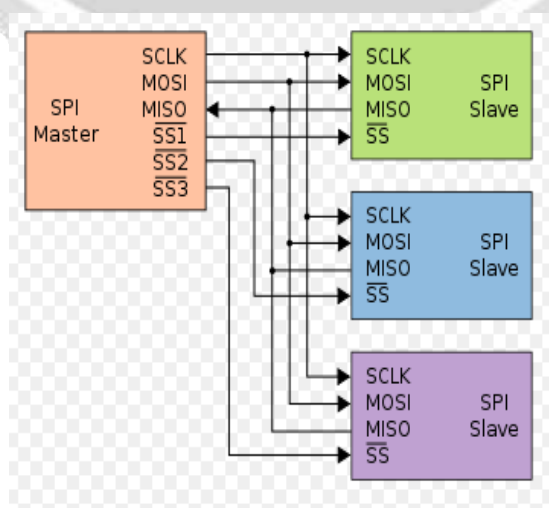 SPI
Master
SCLK
MOSI
MISO
SS1
SS2
SS3
SCLK
MOSI
MISO
SS
SPI
Slave
SCLK
MOSI
MISO
SS
SPI
Slave
SCLK
MOSI
MISO
SS
SPI
Slave